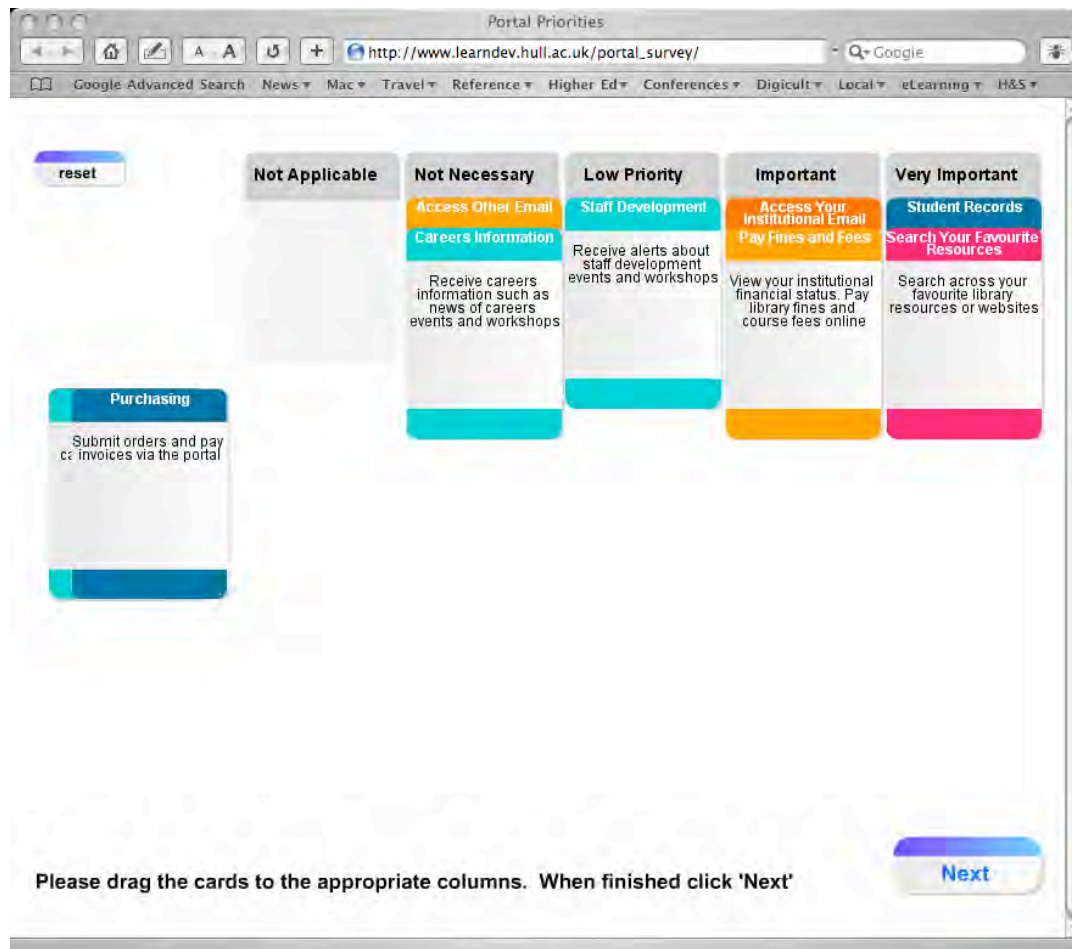 Portal Priorities
A A
http://www.learndev.hull.ac.uk/portal_survey/
Google
Google Advanced Search News Mac Travel Reference Higher Ed Conferences Digicult Local eLearning H&S
reset
Not Applicable
Not Necessary
Access Other Email
Careers Information
Receive careers
information such as
news of careers
events and workshops
Low Priority
Staff Development
Receive alerts about
staff development
events and workshops
Important
Access Your
Institutional Email
Pay Fines and Fees
View your institutional
financial status. Pay
library fines and
course fees online
Very Important
Student Records
Search Your Favourite
Resources
Search across your
favourite library
resources or websites
Purchasing
Submit orders and pay
invoices via the portal
Please drag the cards to the appropriate columns. When finished click 'Next'
Next